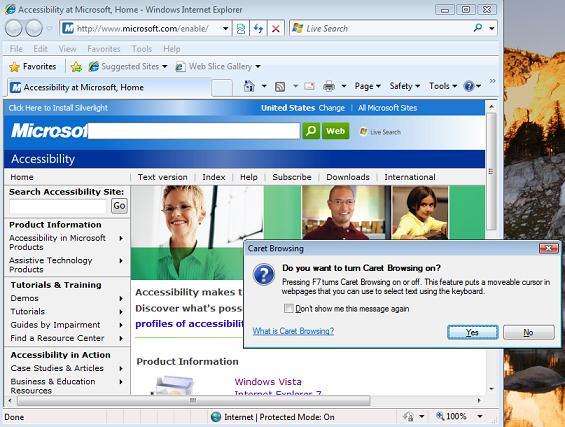 Accessibility at Microsoft, Home - Windows Internet Explorer
http://www.microsoft.com/enable/
Live Search
File Edit View Favorites Tools Help
Favorites Suggested Sites Web Slice Gallery
Accessibility at Microsoft, Home
Page Safety Tools
Click Here to Install Silverlight
United States Change | All Microsoft Sites
Microsof
Web
Live Search
Accessibility
Home
Text version | Index | Help | Subscribe | Downloads | International
Search Accessibility Site:
Go
Product Information
Accessibility in Microsoft
Products
Assistive Technology
Products
Tutorials & Training
Demos
Tutorials
Guides by Impairment
Find a Resource Center
Accessibility in Action
Case Studies & Articles
Business & Education
Resources
Accessibility makes t
Discover what's poss
profiles of accessibilit
Product Information
Windows Vista
Internet Explorer 7
Caret Browsing
Do you want to turn Caret Browsing on?
Pressing F7 turns Caret Browsing on or off. This feature puts a moveable cursor in
webpages that you can use to select text using the keyboard.
Don't show me this message again
What is Caret Browsing?
Yes
No
Done
Internet | Protected Mode: On
100%